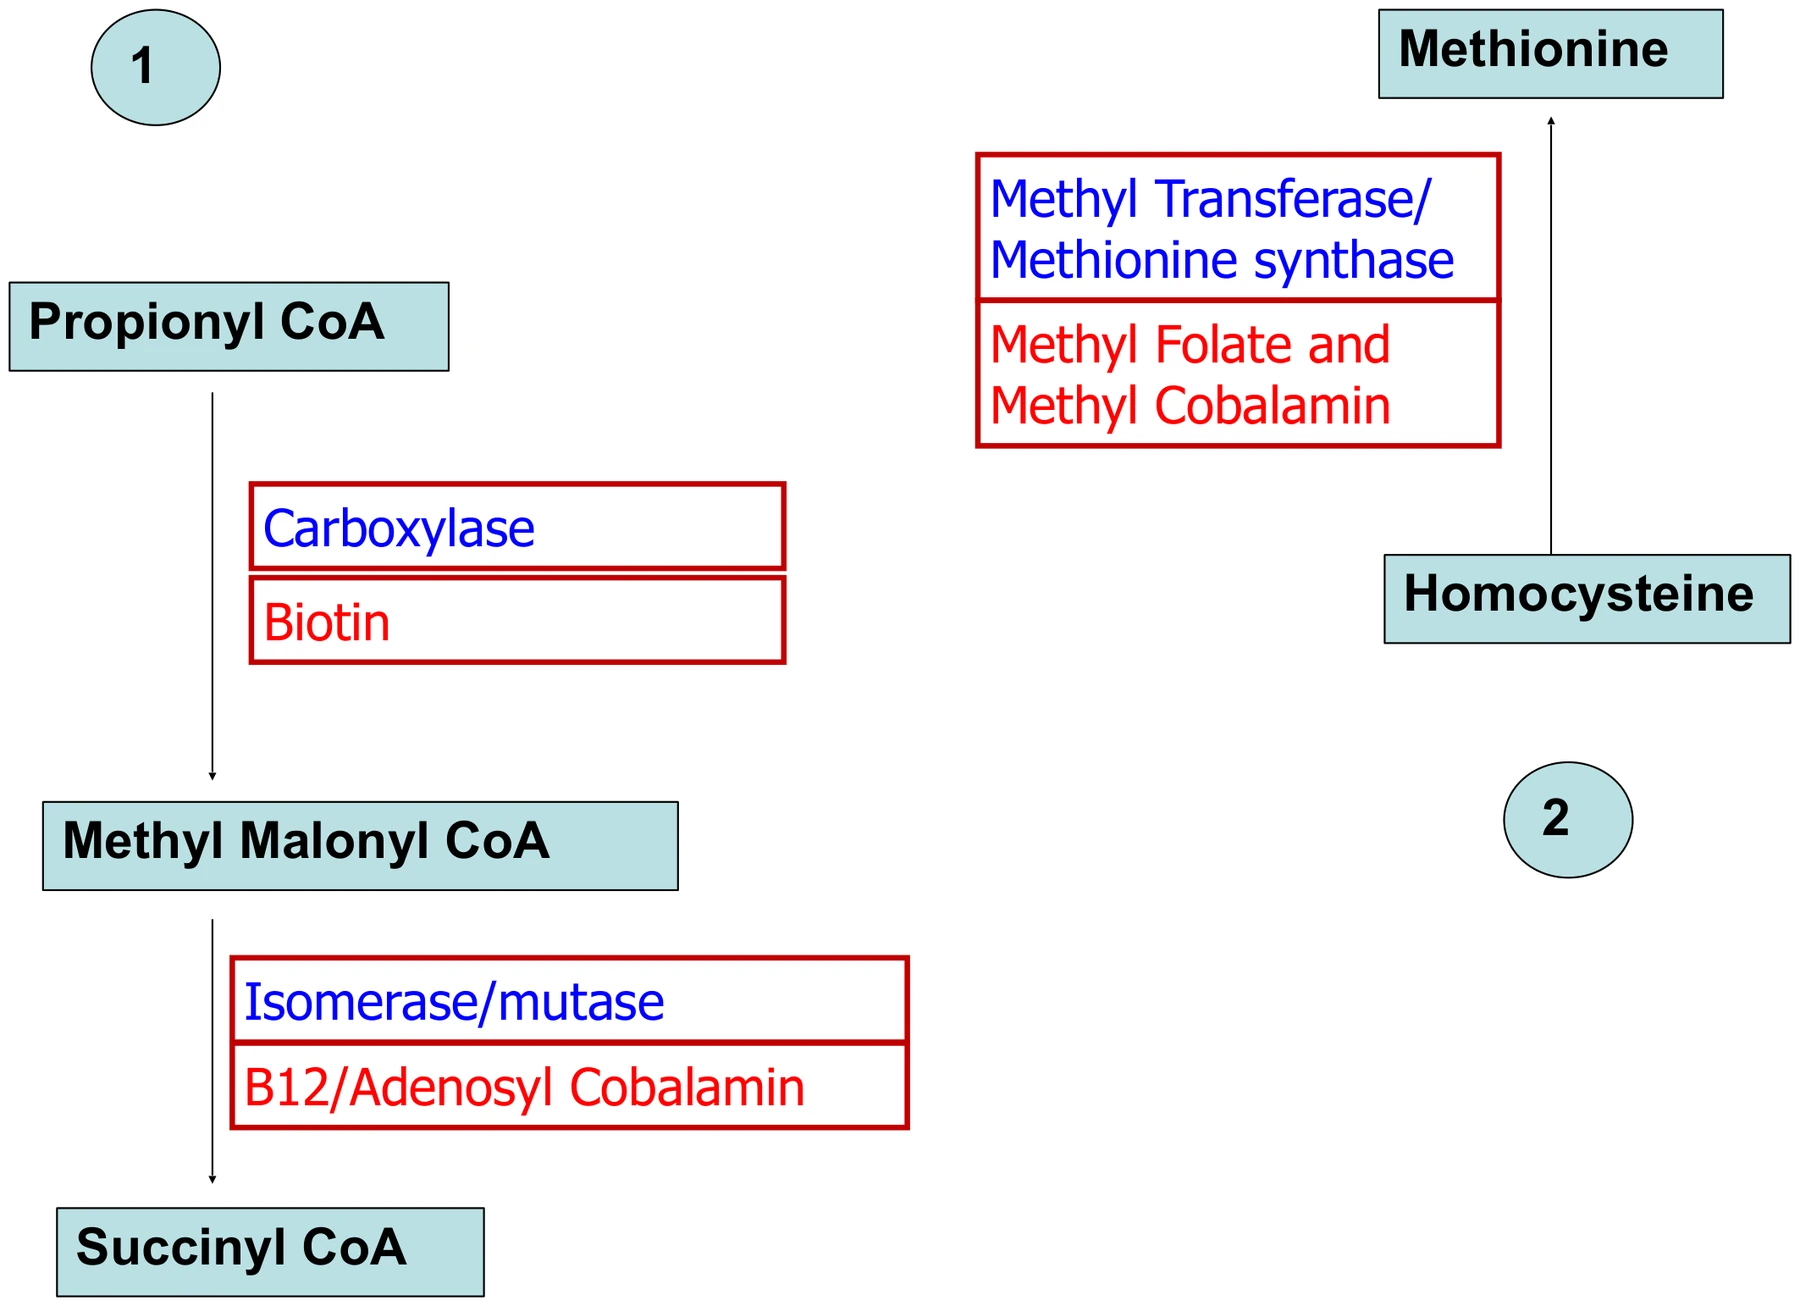 1
Propionyl CoA
Carboxylase
Biotin
Methyl Malonyl CoA
Isomerase/mutase
B12/Adenosyl Cobalamin
Succinyl CoA
Methionine
Methyl Transferase/
Methionine synthase
Methyl Folate and
Methyl Cobalamin
Homocysteine
2